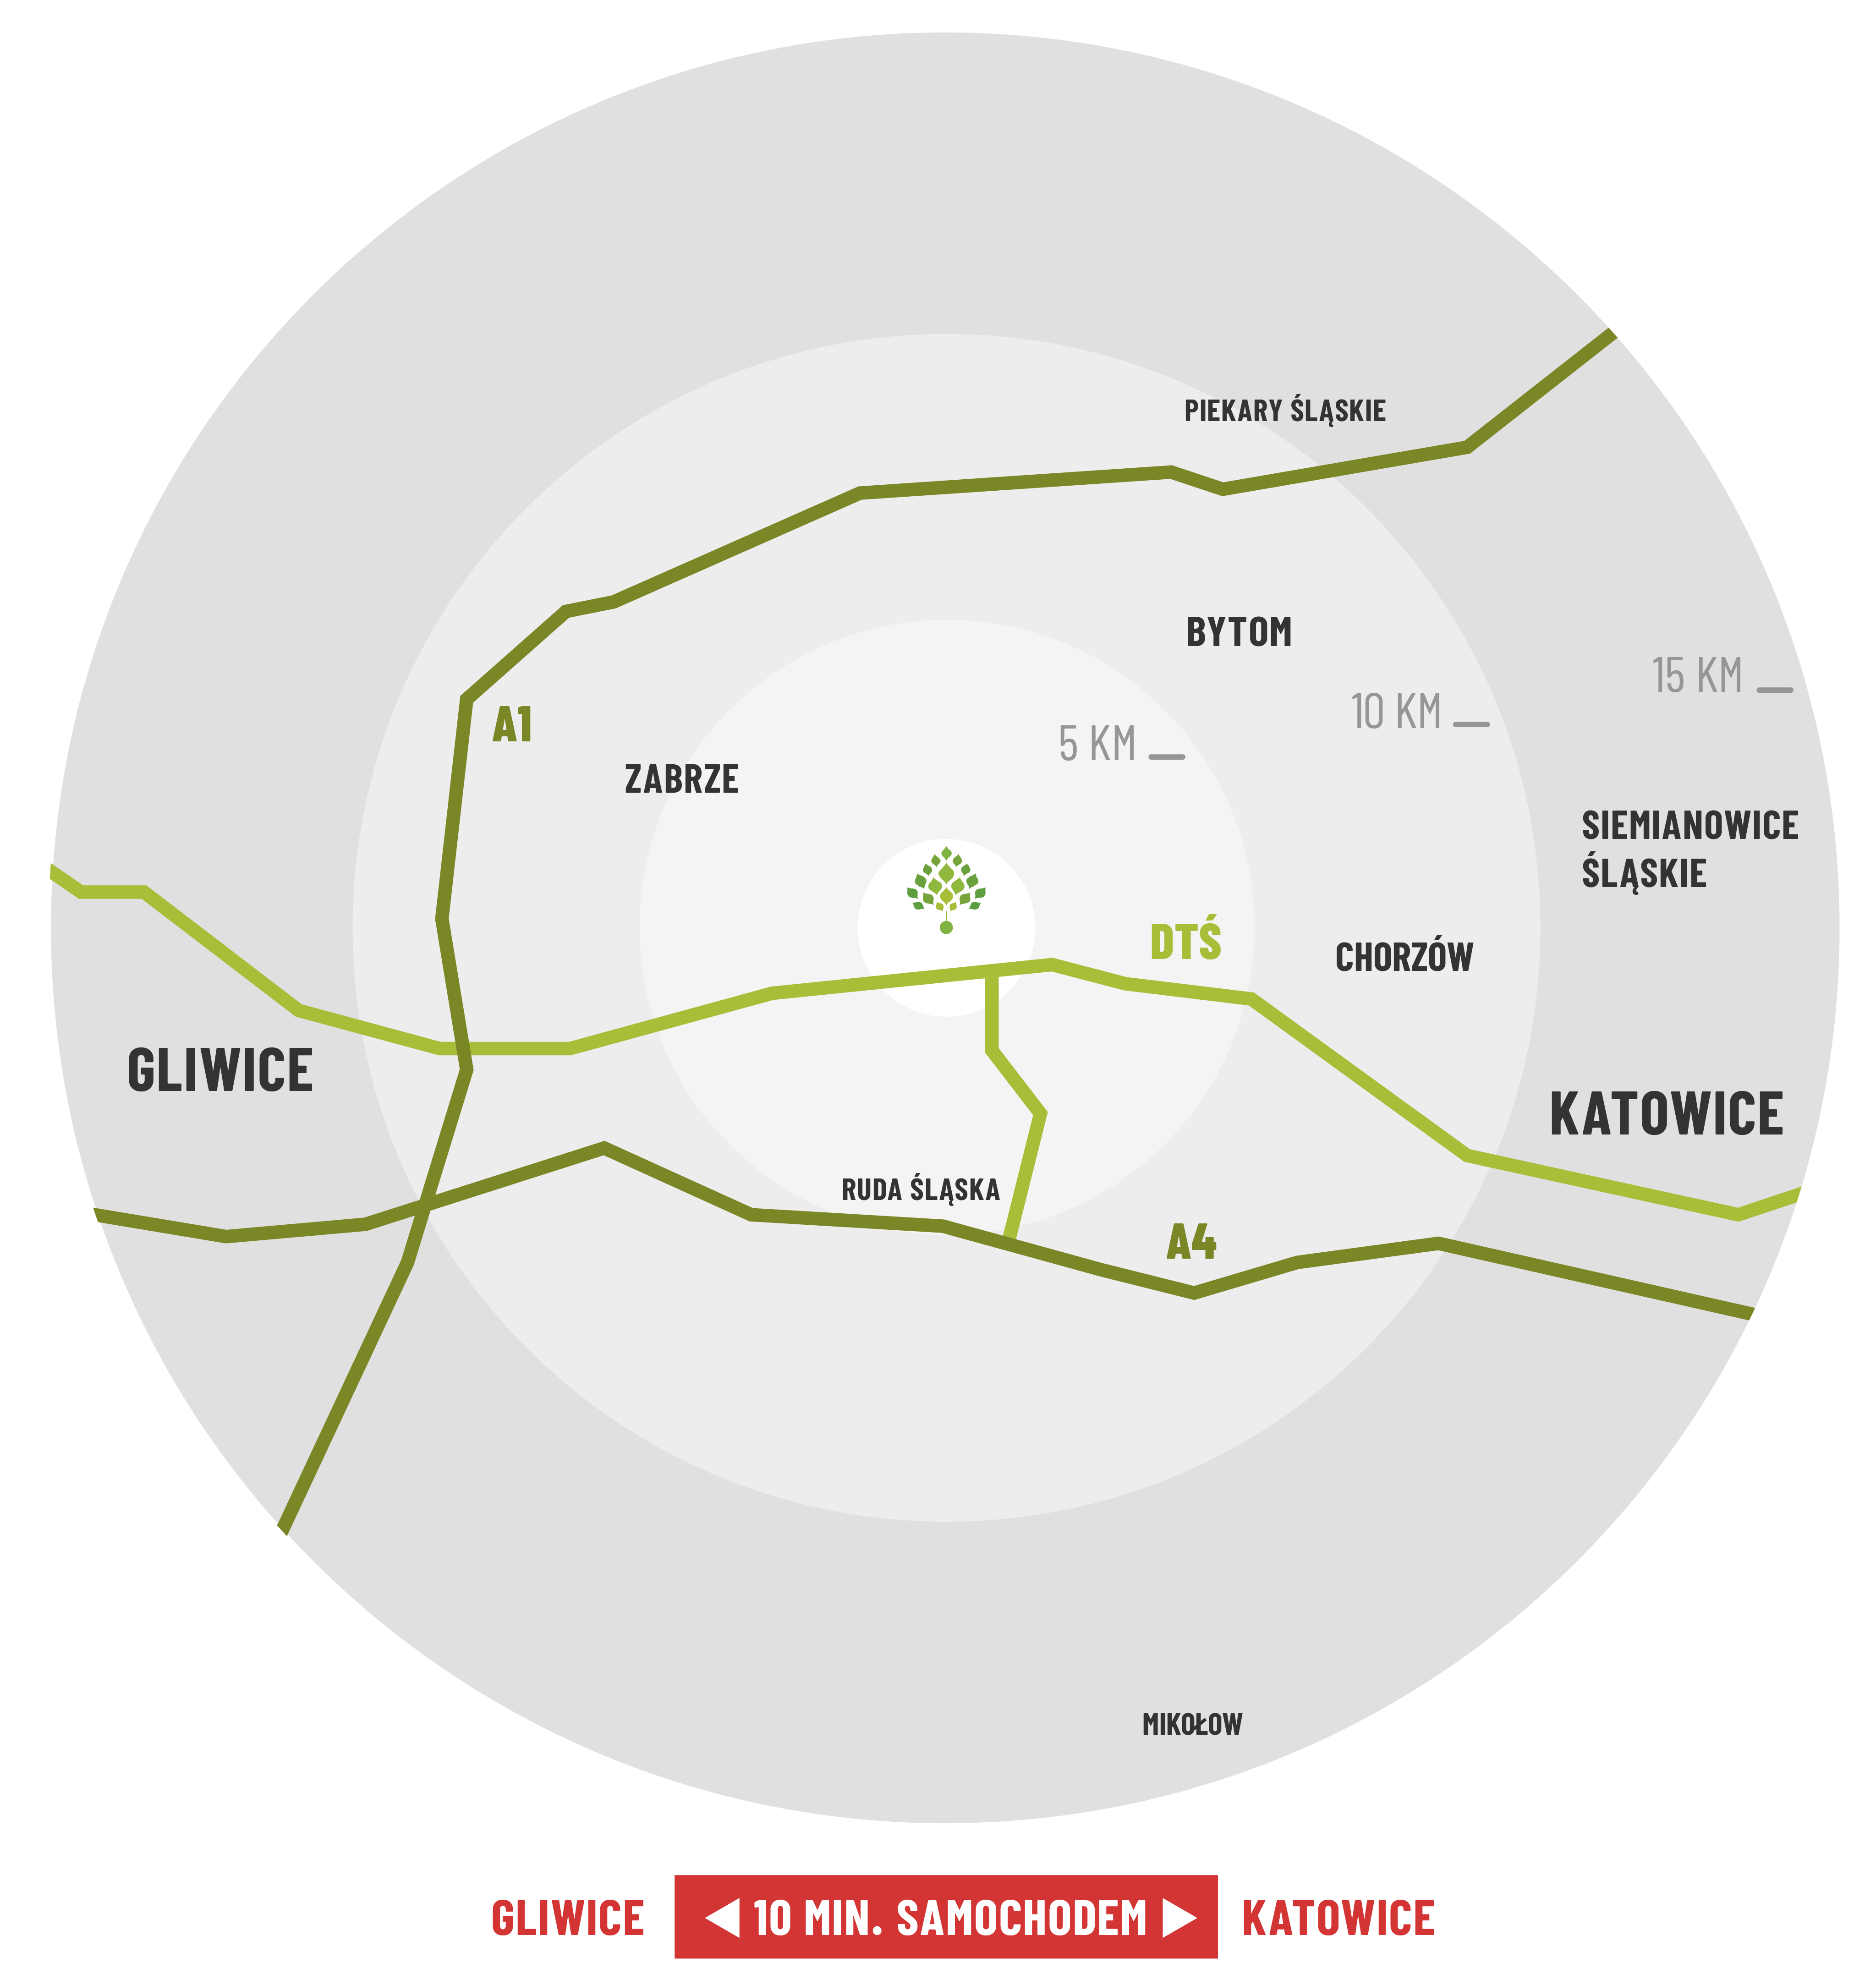 PIEKARY ŚLĄSKIE
BYTOM
15 KM
10 KM
A1
5 KM
ZABRZE
SIEMIANOWICE
ŚLĄSKIE
DTŚ
CHORZÓW
GLIWICE
KATOWICE
RUDA ŚLĄSKA
A4
MIKOŁOW
GLIWICE 10 MIN. SAMOCHODEM KATOWICE